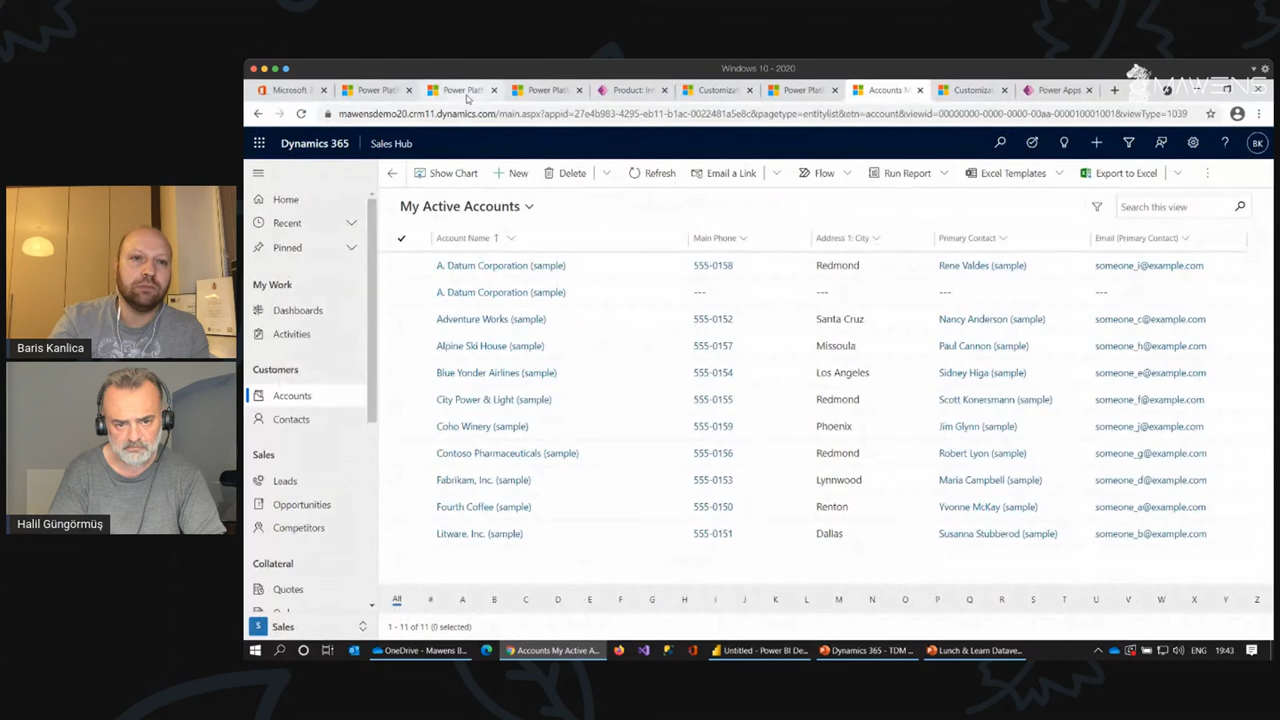 Windows 10 - 2020
MAWENS
Microsoft
Power Platf
Power Platf
Power Platf
Product: Int
Customizat
Power Platf
Accounts M
Customizat
Power Apps
mawensdemo20.crm11.dynamics.com/main.aspx?appid=27e4b983-4295-eb11-b1ac-0022481a5e8c&pagetype=entitylist&etn=account&viewid=00000000-0000-0000-00aa-000010001001&viewType=1039
Dynamics 365
Sales Hub
BK
Show Chart
New
Delete
Refresh
Email a Link
Flow
Run Report
Excel Templates
Export to Excel
Home
Recent
Pinned
My Work
Dashboards
Activities
Customers
Accounts
Contacts
Sales
Leads
Opportunities
Competitors
Collateral
Quotes
S Sales
My Active Accounts
Search this view
Account Name Main Phone Address 1: City Primary Contact Email (Primary Contact)
A. Datum Corporation (sample) 555-0158 Redmond Rene Valdes (sample) someone_i@example.com
A. Datum Corporation (sample) --- --- --- ---
Adventure Works (sample) 555-0152 Santa Cruz Nancy Anderson (sample) someone_c@example.com
Alpine Ski House (sample) 555-0157 Missoula Paul Cannon (sample) someone_h@example.com
Blue Yonder Airlines (sample) 555-0154 Los Angeles Sidney Higa (sample) someone_e@example.com
City Power & Light (sample) 555-0155 Redmond Scott Konersmann (sample) someone_f@example.com
Coho Winery (sample) 555-0159 Phoenix Jim Glynn (sample) someone_j@example.com
Contoso Pharmaceuticals (sample) 555-0156 Redmond Robert Lyon (sample) someone_g@example.com
Fabrikam, Inc. (sample) 555-0153 Lynnwood Maria Campbell (sample) someone_d@example.com
Fourth Coffee (sample) 555-0150 Renton Yvonne McKay (sample) someone_a@example.com
Litware, Inc. (sample) 555-0151 Dallas Susanna Stubberod (sample) someone_b@example.com
All # A B C D E F G H I J K L M N O P Q R S T U V W X Y Z
1 - 11 of 11 (0 selected)
OneDrive - Mawens B...
Accounts My Active A...
Untitled - Power BI De...
Dynamics 365 - TDM ...
Lunch & Learn Datave...
ENG
19:43
Baris Kanlica
Halil Güngörmüş